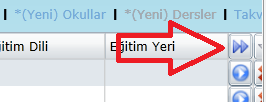 I *(Yeni) Okullar I *(Yeni) Dersler I Takv
itim Dili Eğitim Yeri